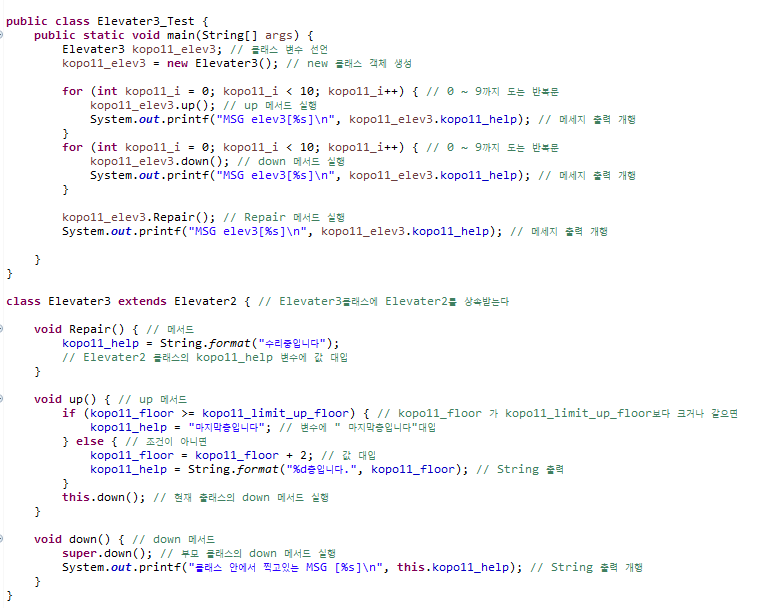 public class Elevater3_Test {
public static void main(String[] args) {
Elevater3 kopo11_elev3; // 클래스 변수 선언
kopo11_elev3 = new Elevater3(); // new 클래스 객체 생성
for (int kopo11_i = 0; kopo11_i < 10; kopo11_i++) { // 0 ~ 9까지 도는 반복문
kopo11_elev3.up(); // up 메서드 실행
System.out.printf("MSG elev3[%s]\n", kopo11_elev3.kopo11_help); // 메세지 출력 개행
}
for (int kopo11_i = 0; kopo11_i < 10; kopo11_i++) { // 0 ~ 9까지 도는 반복문
kopo11_elev3.down(); // down 메서드 실행
System.out.printf("MSG elev3[%s]\n", kopo11_elev3.kopo11_help); // 메세지 출력 개행
}
kopo11_elev3.Repair(); // Repair 메서드 실행
System.out.printf("MSG elev3[%s]\n", kopo11_elev3.kopo11_help); // 메세지 출력 개행
}
}
class Elevater3 extends Elevater2 { // Elevater3클래스에 Elevater2를 상속받는다
void Repair() { // 메서드
kopo11_help = String.format("수리중입니다");
// Elevater2 클래스의 kopo11_help 변수에 값 대입
}
void up() { // up 메서드
if (kopo11_floor >= kopo11_limit_up_floor) { // kopo11_floor 가 kopo11_limit_up_floor보다 크거나 같으면
kopo11_help = "마지막층입니다"; // 변수에 " 마지막층입니다"대입
} else { // 조건이 아니면
kopo11_floor = kopo11_floor + 2; // 값 대입
kopo11_help = String.format("%d층입니다.", kopo11_floor); // String 출력
}
this.down(); // 현재 출래스의 down 메서드 실행
}
void down() { // down 메서드
super.down(); // 부모 클래스의 down 메서드 실행
System.out.printf("클래스 안에서 찍고있는 MSG [%s]\n", this.kopo11_help); // String 출력 개행
}
}